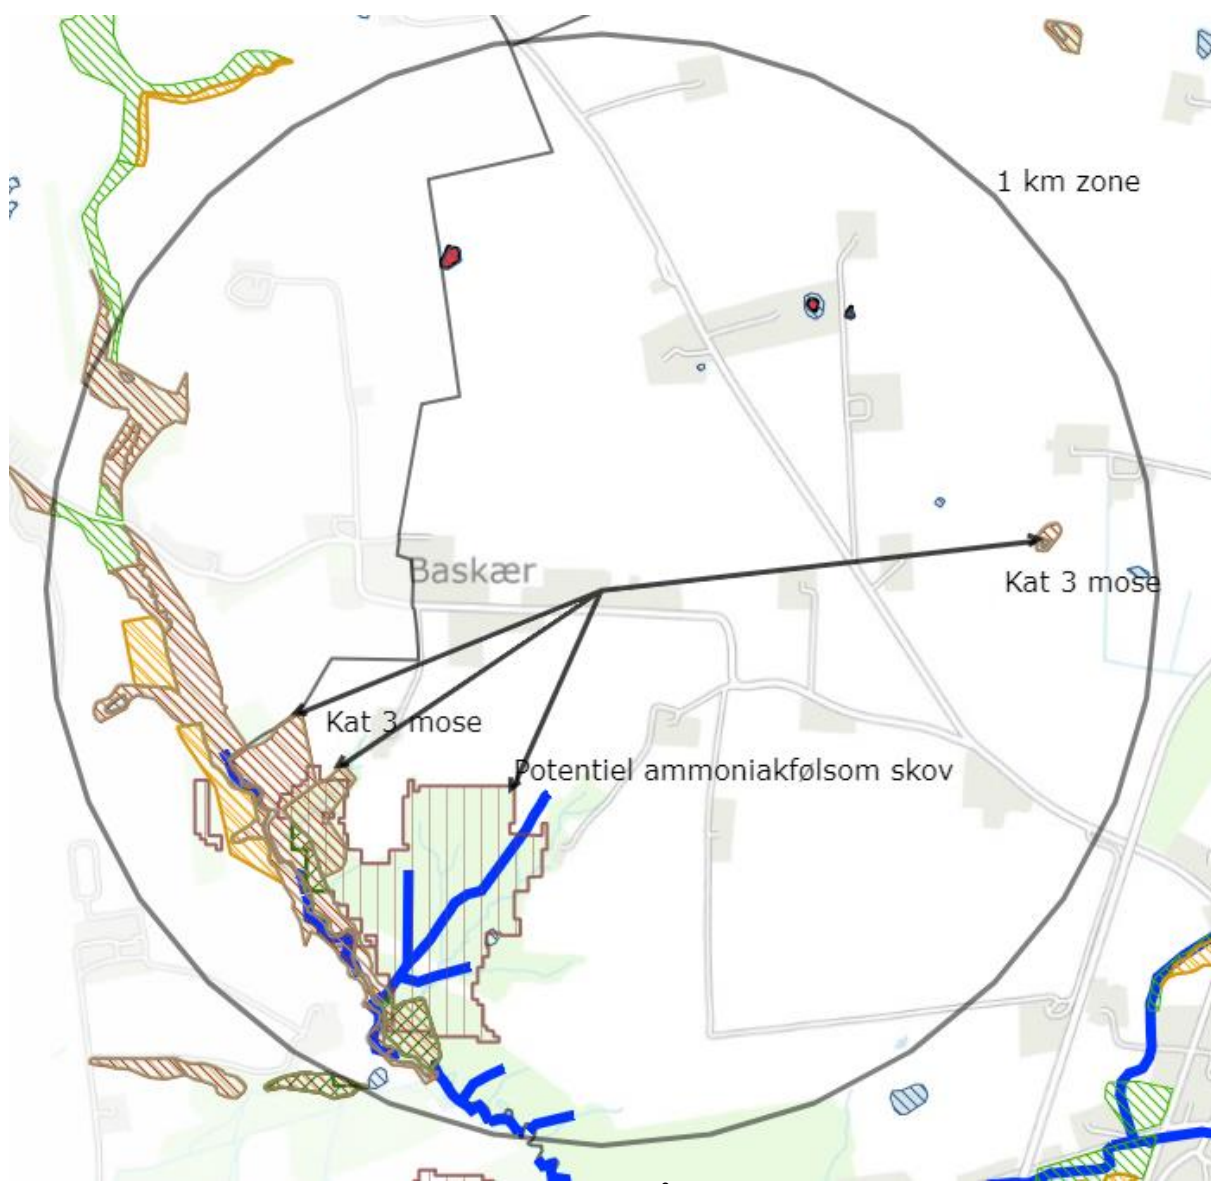 1 km zone
Baskær
Kat 3 mose
Kat 3 mose
Potentiel ammoniakfølsom skov